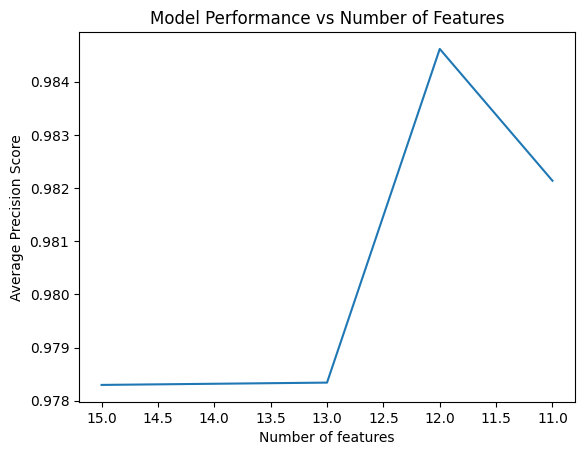 Model Performance vs Number of Features
Average Precision Score
0.984
0.983
0.982
0.981
0.980
0.979
0.978
15.0 14.5 14.0 13.5 13.0 12.5 12.0 11.5 11.0
Number of features